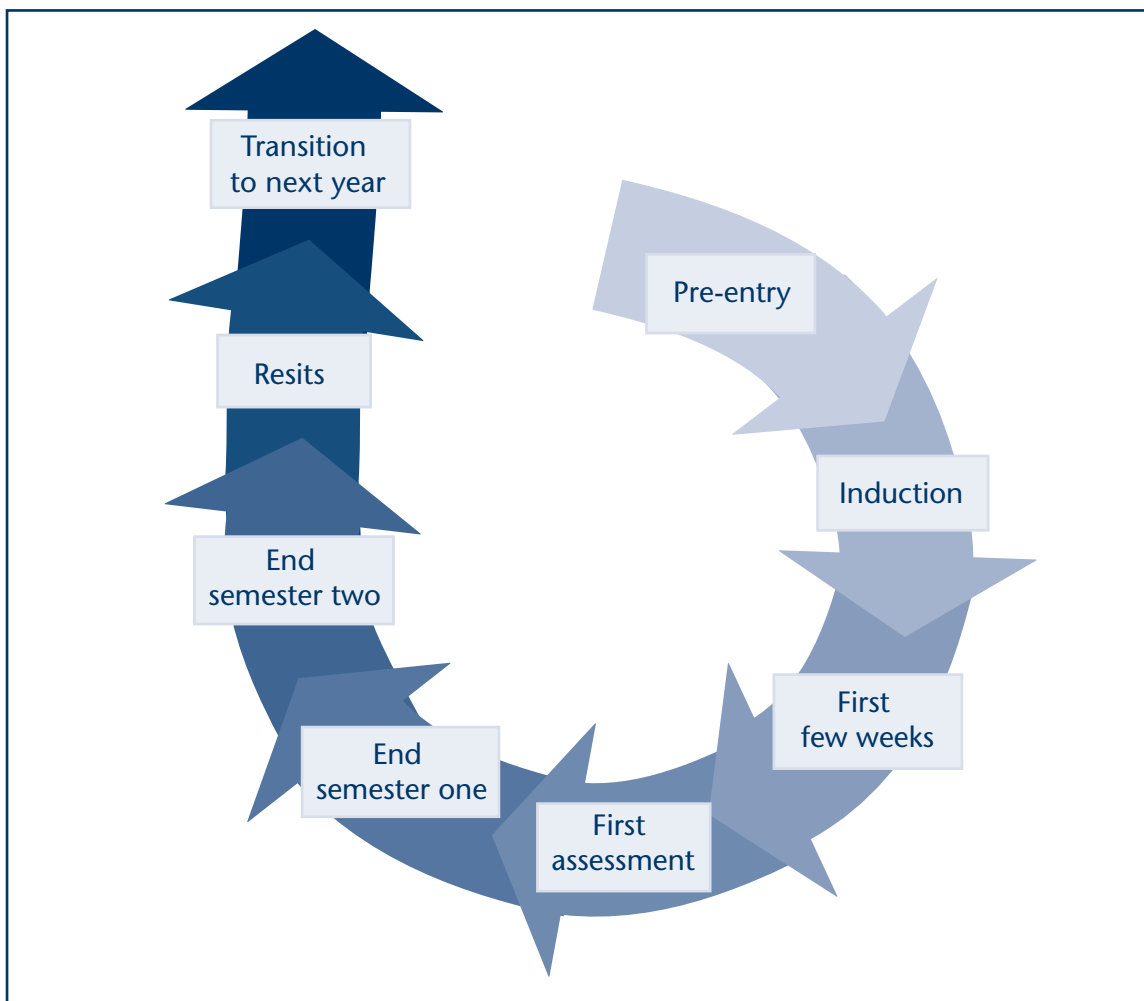 Pre-entry
Induction
First
few weeks
First
assessment
End
semester one
End
semester two
Resits
Transition
to next year